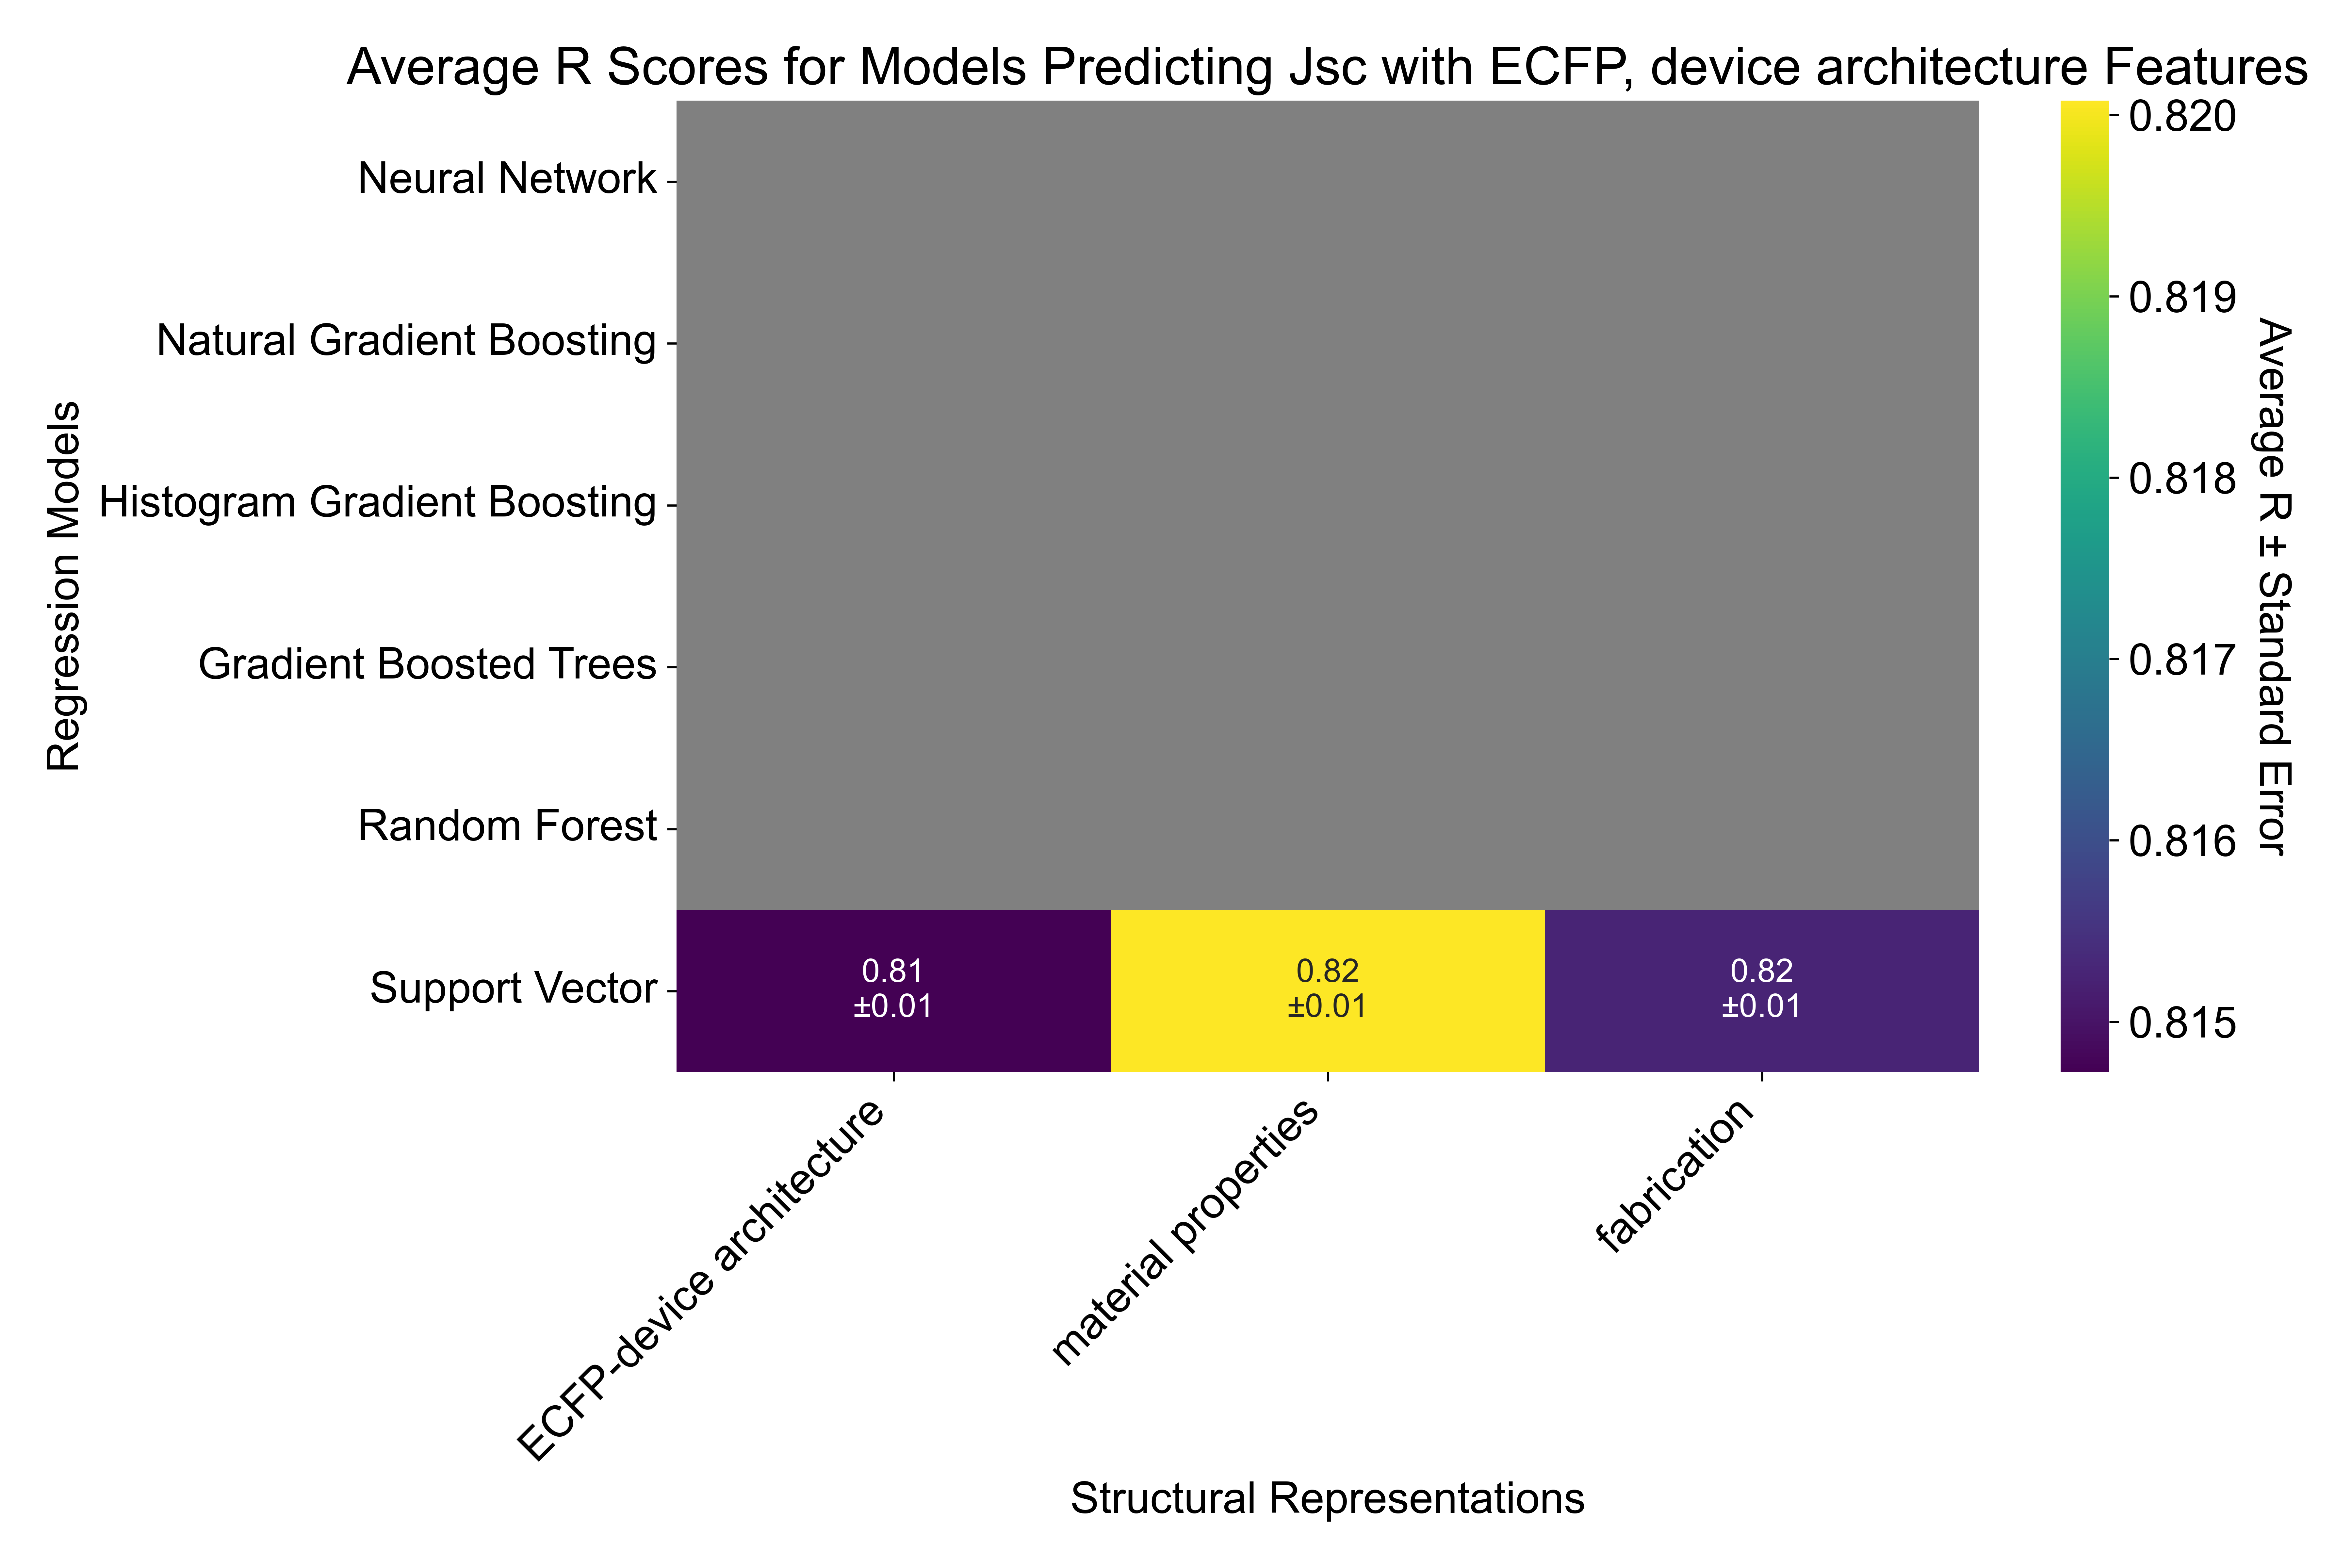 Average R Scores for Models Predicting Jsc with ECFP, device architecture Features
Regression Models
Neural Network
Natural Gradient Boosting
Histogram Gradient Boosting
Gradient Boosted Trees
Random Forest
Support Vector
0.81
±0.01
0.82
±0.01
0.82
±0.01
ECFP-device architecture
material properties
fabrication
Structural Representations
0.820
0.819
0.818
0.817
0.816
0.815
Average R ± Standard Error